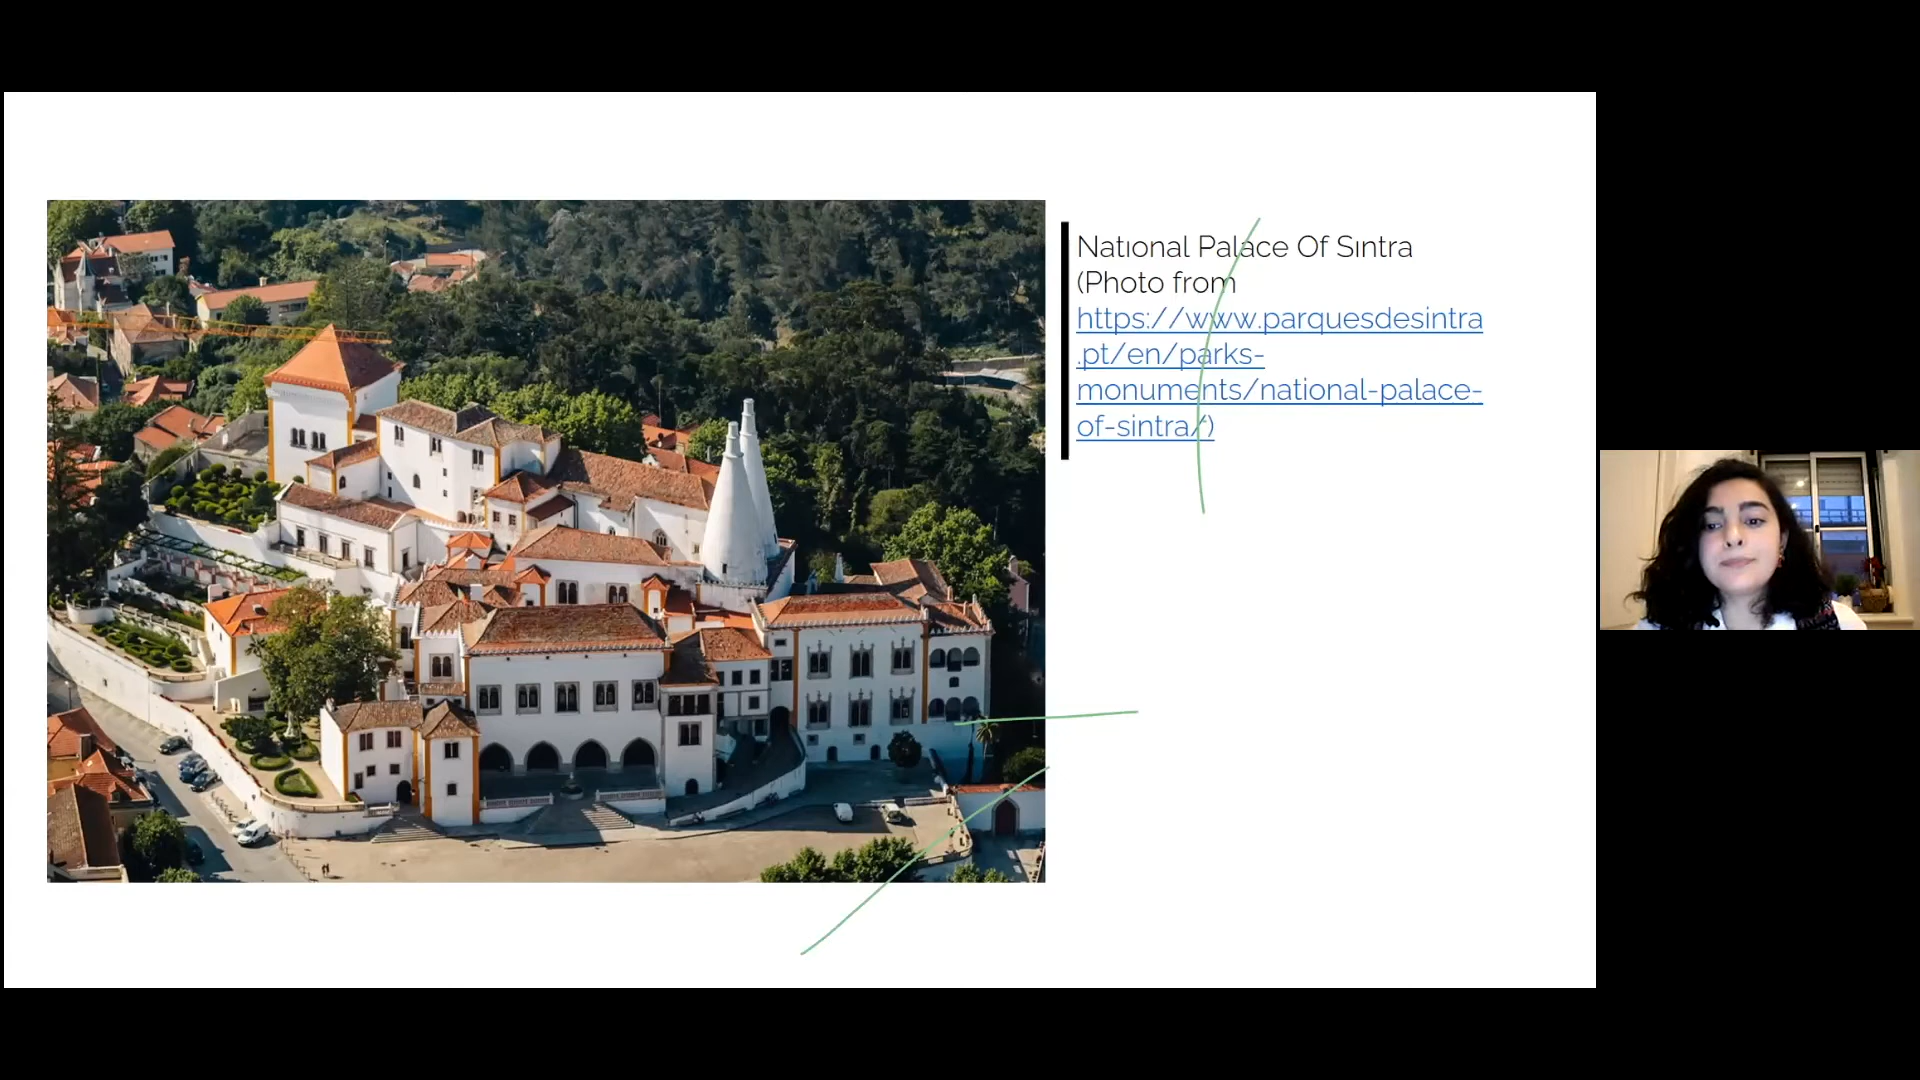 National Palace Of Sintra
(Photo from
https://www.parquesdesintra
.pt/en/parks-
monuments/national-palace-
of-sintra/)